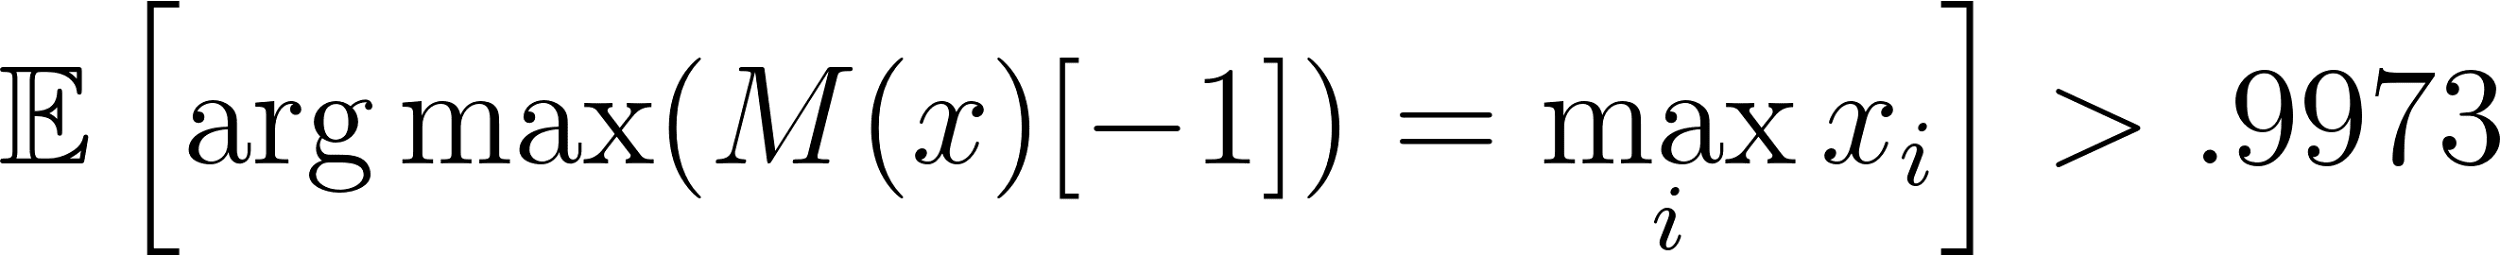 𝔼 [arg max(M(x)[−1]) = max_i x_i] > .9973